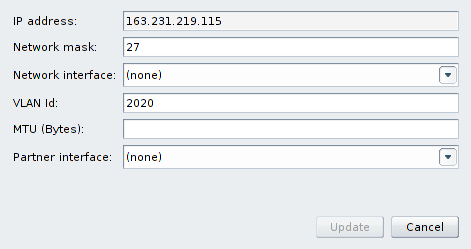 IP address: 163.231.219.115
Network mask: 27
Network interface: (none)
VLAN Id: 2020
MTU (Bytes):
Partner interface: (none)
Update Cancel